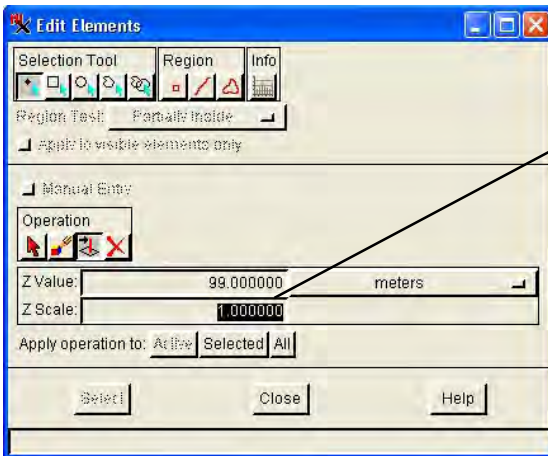 Edit Elements
Selection Tool Region Info
Region Test: Partially Inside
Apply to visible elements only
Manual Entry
Operation
Z Value: 99.000000 meters
Z Scale: 1.000000
Apply operation to: Active Selected All
Select Close Help